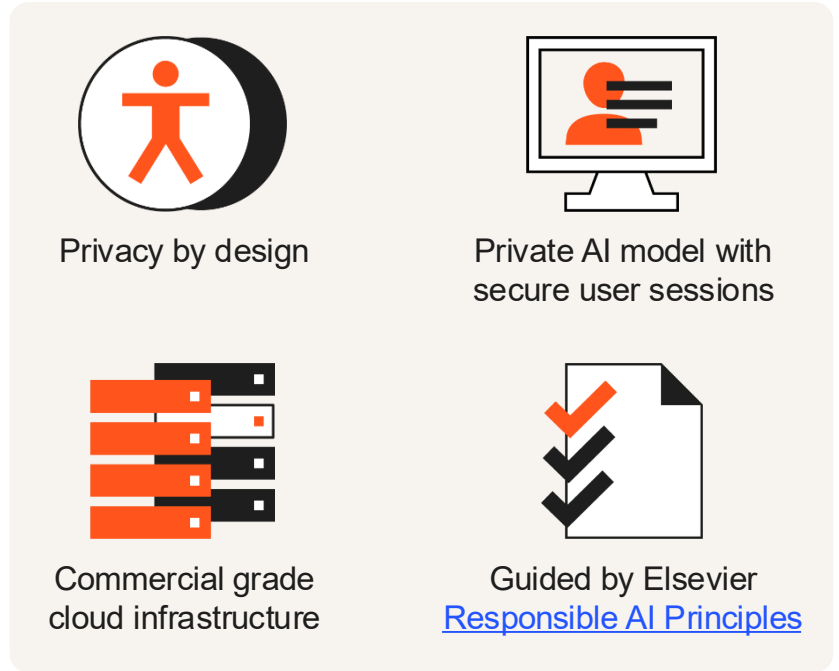 Privacy by design
Private AI model with
secure user sessions
Commercial grade
cloud infrastructure
Guided by Elsevier
Responsible AI Principles